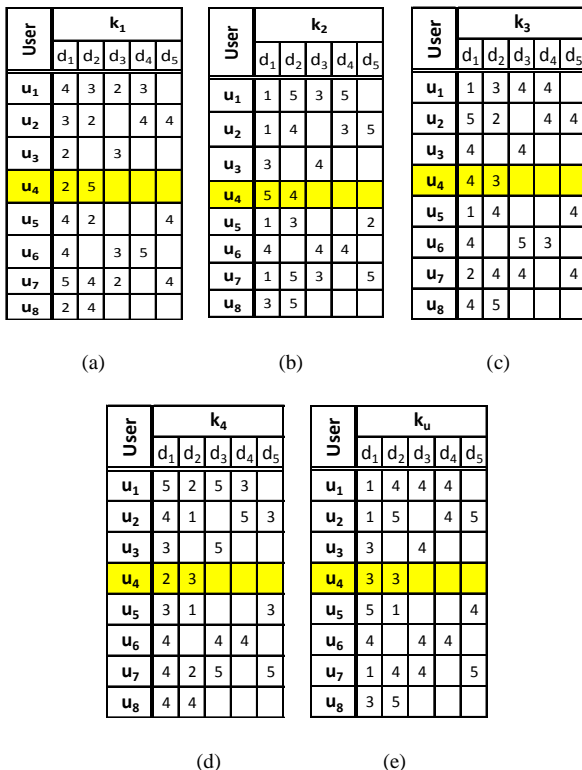 User k₁
d₁ d₂ d₃ d₄ d₅
u₁ 4 3 2 3
u₂ 3 2 4 4
u₃ 2 3
u₄ 2 5
u₅ 4 2 4
u₆ 4 3 5
u₇ 5 4 2 4
u₈ 2 4
(a)
User k₂
d₁ d₂ d₃ d₄ d₅
u₁ 1 5 3 5
u₂ 1 4 3 5
u₃ 3 4
u₄ 5 4
u₅ 1 3 2
u₆ 4 4 4
u₇ 1 5 3 5
u₈ 3 5
(b)
User k₃
d₁ d₂ d₃ d₄ d₅
u₁ 1 3 4 4
u₂ 5 2 4 4
u₃ 4 4
u₄ 4 3
u₅ 1 4 4
u₆ 4 5 3
u₇ 2 4 4 4
u₈ 4 5
(c)
User k₄
d₁ d₂ d₃ d₄ d₅
u₁ 5 2 5 3
u₂ 4 1 5 3
u₃ 3 5
u₄ 2 3
u₅ 3 1 3
u₆ 4 4 4
u₇ 4 2 5 5
u₈ 4 4
(d)
User kᵤ
d₁ d₂ d₃ d₄ d₅
u₁ 1 4 4 4
u₂ 1 5 4 5
u₃ 3 4
u₄ 3 3
u₅ 5 1 4
u₆ 4 4 4
u₇ 1 4 4 5
u₈ 3 5
(e)